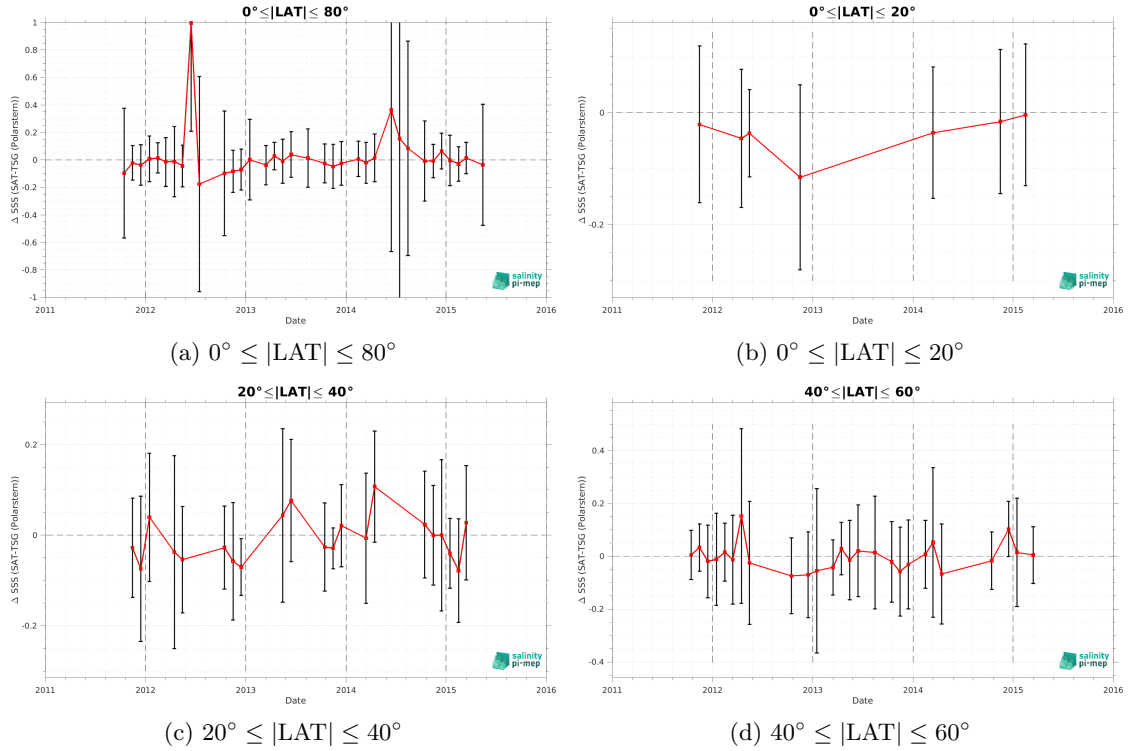 0°≤|LAT|≤ 80°
Δ SSS (SAT-TSG (Polarstern))
1
0.8
0.6
0.4
0.2
0
-0.2
-0.4
-0.6
-0.8
-1
2011
2012
2013
2014
2015
2016
Date
salinity
pi-mep
(a) 0° ≤ |LAT| ≤ 80°
0°≤|LAT|≤ 20°
Δ SSS (SAT-TSG (Polarstern))
0
-0.2
2011
2012
2013
2014
2015
2016
Date
salinity
pi-mep
(b) 0° ≤ |LAT| ≤ 20°
20°≤|LAT|≤ 40°
Δ SSS (SAT-TSG (Polarstern))
0.2
0
-0.2
2011
2012
2013
2014
2015
2016
Date
salinity
pi-mep
(c) 20° ≤ |LAT| ≤ 40°
40°≤|LAT|≤ 60°
Δ SSS (SAT-TSG (Polarstern))
0.4
0.2
0
-0.2
-0.4
2011
2012
2013
2014
2015
2016
Date
salinity
pi-mep
(d) 40° ≤ |LAT| ≤ 60°